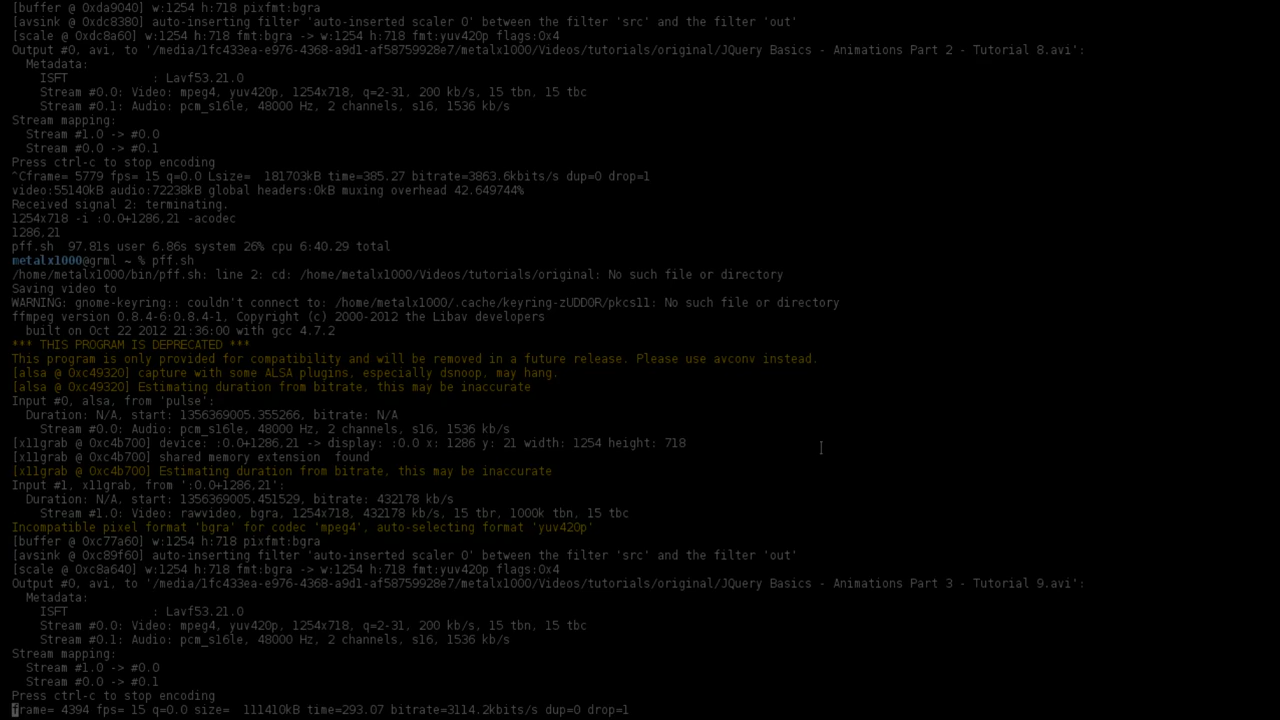 [buffer @ 0xda9040] w:1254 h:718 pixfmt:bgra
[avsink @ 0xdc8380] auto-inserting filter 'auto-inserted scaler 0' between the filter 'src' and the filter 'out'
[scale @ 0xdc8a60] w:1254 h:718 fmt:bgra -> w:1254 h:718 fmt:yuv420p flags:0x4
Output #0, avi, to '/media/1fc433ea-e976-4368-a9d1-af58759928e7/metalx1000/Videos/tutorials/original/JQuery Basics - Animations Part 2 - Tutorial 8.avi':
  Metadata:
    ISFT            : Lavf53.21.0
    Stream #0.0: Video: mpeg4, yuv420p, 1254x718, q=2-31, 200 kb/s, 15 tbn, 15 tbc
    Stream #0.1: Audio: pcm_s16le, 48000 Hz, 2 channels, s16, 1536 kb/s
Stream mapping:
  Stream #1.0 -> #0.0
  Stream #0.0 -> #0.1
Press ctrl-c to stop encoding
^Cframe= 5779 fps= 15 q=0.0 Lsize=  181703kB time=385.27 bitrate=3863.6kbits/s dup=0 drop=1
video:55140kB audio:72238kB global headers:0kB muxing overhead 42.649744%
Received signal 2: terminating.
1254x718 -i :0.0+1286,21 -acodec
1286,21
pff.sh  97.81s user 6.86s system 26% cpu 6:40.29 total
metalx1000@grml ~ % pff.sh
/home/metalx1000/bin/pff.sh: line 2: cd: /home/metalx1000/Videos/tutorials/original: No such file or directory
Saving video to
WARNING: gnome-keyring:: couldn't connect to: /home/metalx1000/.cache/keyring-zUDD0R/pkcs11: No such file or directory
ffmpeg version 0.8.4-6:0.8.4-1, Copyright (c) 2000-2012 the Libav developers
  built on Oct 22 2012 21:36:00 with gcc 4.7.2
*** THIS PROGRAM IS DEPRECATED ***
This program is only provided for compatibility and will be removed in a future release. Please use avconv instead.
[alsa @ 0xc49320] capture with some ALSA plugins, especially dsnoop, may hang.
[alsa @ 0xc49320] Estimating duration from bitrate, this may be inaccurate
Input #0, alsa, from 'pulse':
  Duration: N/A, start: 1356369005.355266, bitrate: N/A
    Stream #0.0: Audio: pcm_s16le, 48000 Hz, 2 channels, s16, 1536 kb/s
[x11grab @ 0xc4b700] device: :0.0+1286,21 -> display: :0.0 x: 1286 y: 21 width: 1254 height: 718
[x11grab @ 0xc4b700] shared memory extension  found
[x11grab @ 0xc4b700] Estimating duration from bitrate, this may be inaccurate
Input #1, x11grab, from ':0.0+1286,21':
  Duration: N/A, start: 1356369005.451529, bitrate: 432178 kb/s
    Stream #1.0: Video: rawvideo, bgra, 1254x718, 432178 kb/s, 15 tbr, 1000k tbn, 15 tbc
Incompatible pixel format 'bgra' for codec 'mpeg4', auto-selecting format 'yuv420p'
[buffer @ 0xc77a60] w:1254 h:718 pixfmt:bgra
[avsink @ 0xc89f60] auto-inserting filter 'auto-inserted scaler 0' between the filter 'src' and the filter 'out'
[scale @ 0xc8a640] w:1254 h:718 fmt:bgra -> w:1254 h:718 fmt:yuv420p flags:0x4
Output #0, avi, to '/media/1fc433ea-e976-4368-a9d1-af58759928e7/metalx1000/Videos/tutorials/original/JQuery Basics - Animations Part 3 - Tutorial 9.avi':
  Metadata:
    ISFT            : Lavf53.21.0
    Stream #0.0: Video: mpeg4, yuv420p, 1254x718, q=2-31, 200 kb/s, 15 tbn, 15 tbc
    Stream #0.1: Audio: pcm_s16le, 48000 Hz, 2 channels, s16, 1536 kb/s
Stream mapping:
  Stream #1.0 -> #0.0
  Stream #0.0 -> #0.1
Press ctrl-c to stop encoding
frame= 4394 fps= 15 q=0.0 size=  111410kB time=293.07 bitrate=3114.2kbits/s dup=0 drop=1